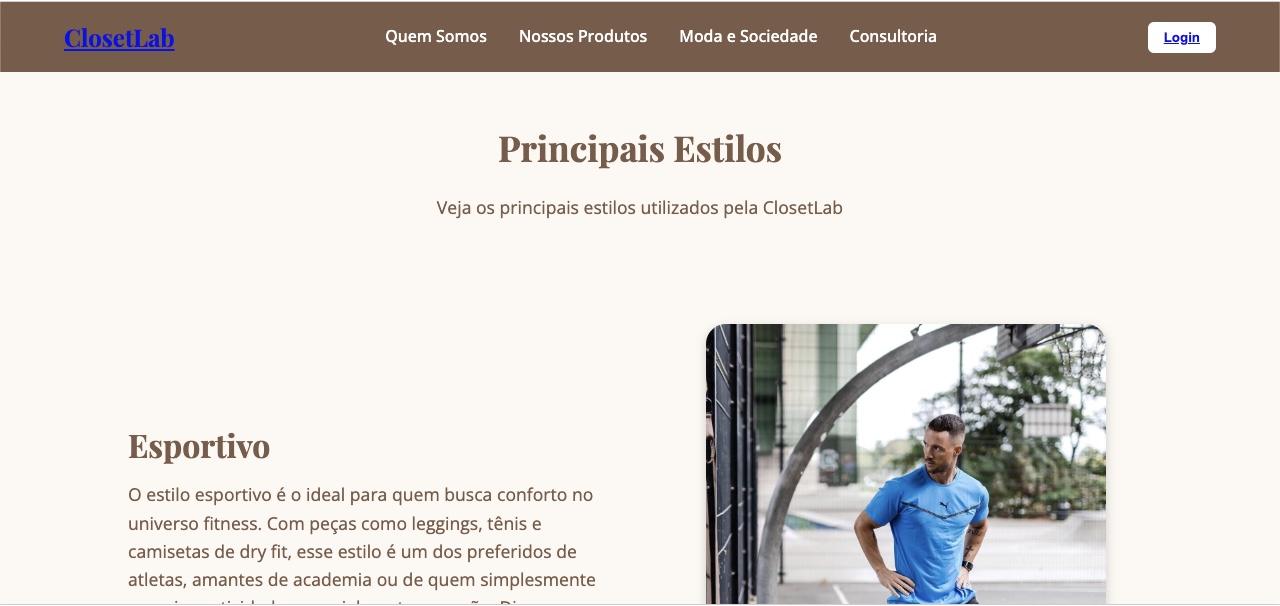 ClosetLab
Quem Somos
Nossos Produtos
Moda e Sociedade
Consultoria
Login
Principais Estilos
Veja os principais estilos utilizados pela ClosetLab
Esportivo
O estilo esportivo é o ideal para quem busca conforto no
universo fitness. Com peças como leggings, tênis e
camisetas de dry fit, esse estilo é um dos preferidos de
atletas, amantes de academia ou de quem simplesmente